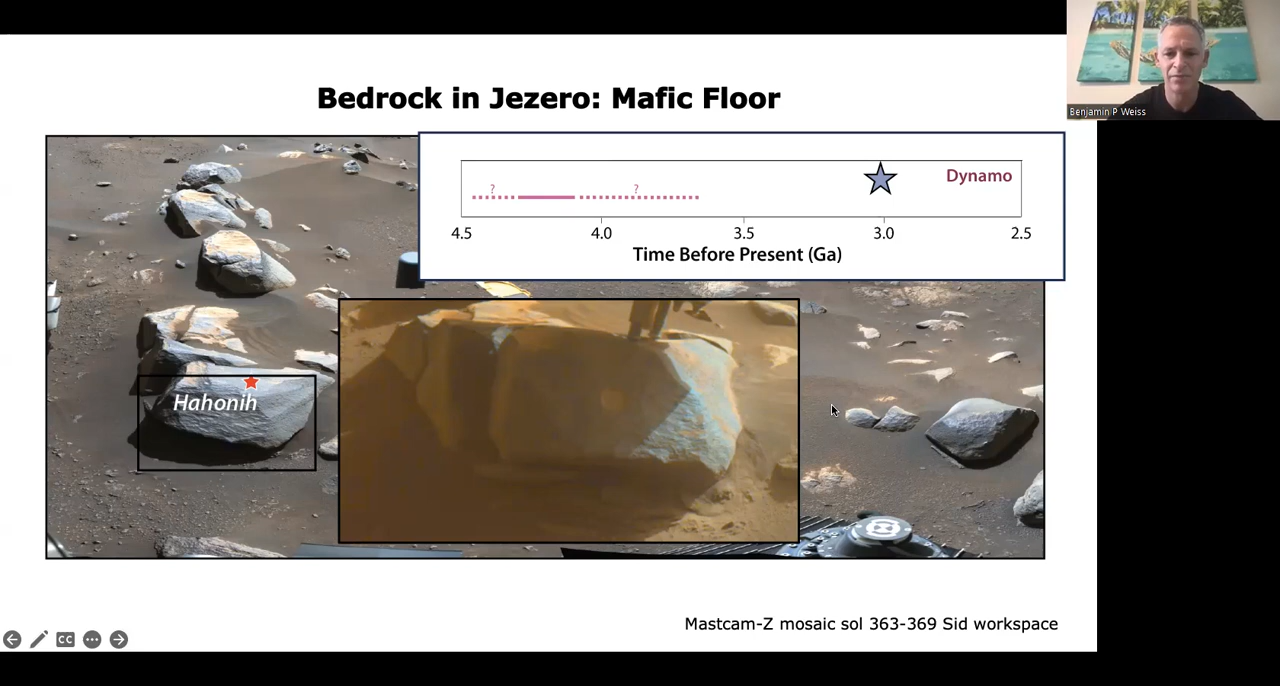 Benjamin P Weiss
Bedrock in Jezero: Mafic Floor
Dynamo
? ?
4.5 4.0 3.5 3.0 2.5
Time Before Present (Ga)
Hahonih
Mastcam-Z mosaic sol 363-369 Sid workspace
CC